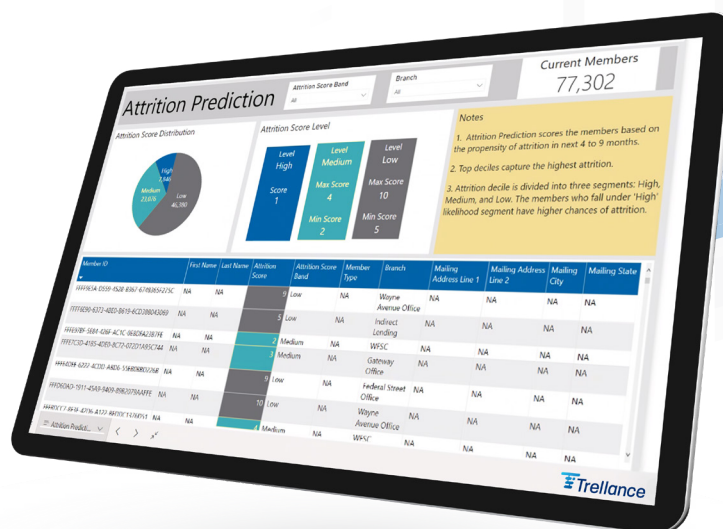 Attrition Prediction
Attrition Score Band
All
Branch
All
Current Members
77,302
Attrition Score Distribution
High
Medium
Low
46,390
Attrition Score Level
Level
High
Score
1
Level
Medium
Max Score
4
Min Score
2
Level
Low
Max Score
10
Min Score
5
Notes
1. Attrition Prediction scores the members based on
the propensity of attrition in next 4 to 9 months.
2. Top deciles capture the highest attrition.
3. Attrition decile is divided into three segments: High,
Medium, and Low. The members who fall under 'High'
likelihood segment have higher chances of attrition.
Member ID First Name Last Name Attrition Score Attrition Score Band Member Type Branch Mailing Address Line 1 Mailing Address Line 2 Mailing City Mailing State
NA NA 9 Low NA Wayne Avenue Office NA NA NA NA
NA NA 5 Low NA Indirect Lending NA NA NA NA
NA NA 2 Medium NA WFSC NA NA NA NA
NA NA 3 Medium NA Gateway Office NA NA NA NA
NA NA 9 Low NA Federal Street Office NA NA NA NA
NA NA 10 Low NA Wayne Avenue Office NA NA NA NA
NA NA 4 Medium NA WFSC NA NA NA NA
Attrition Predicti...
Trellance